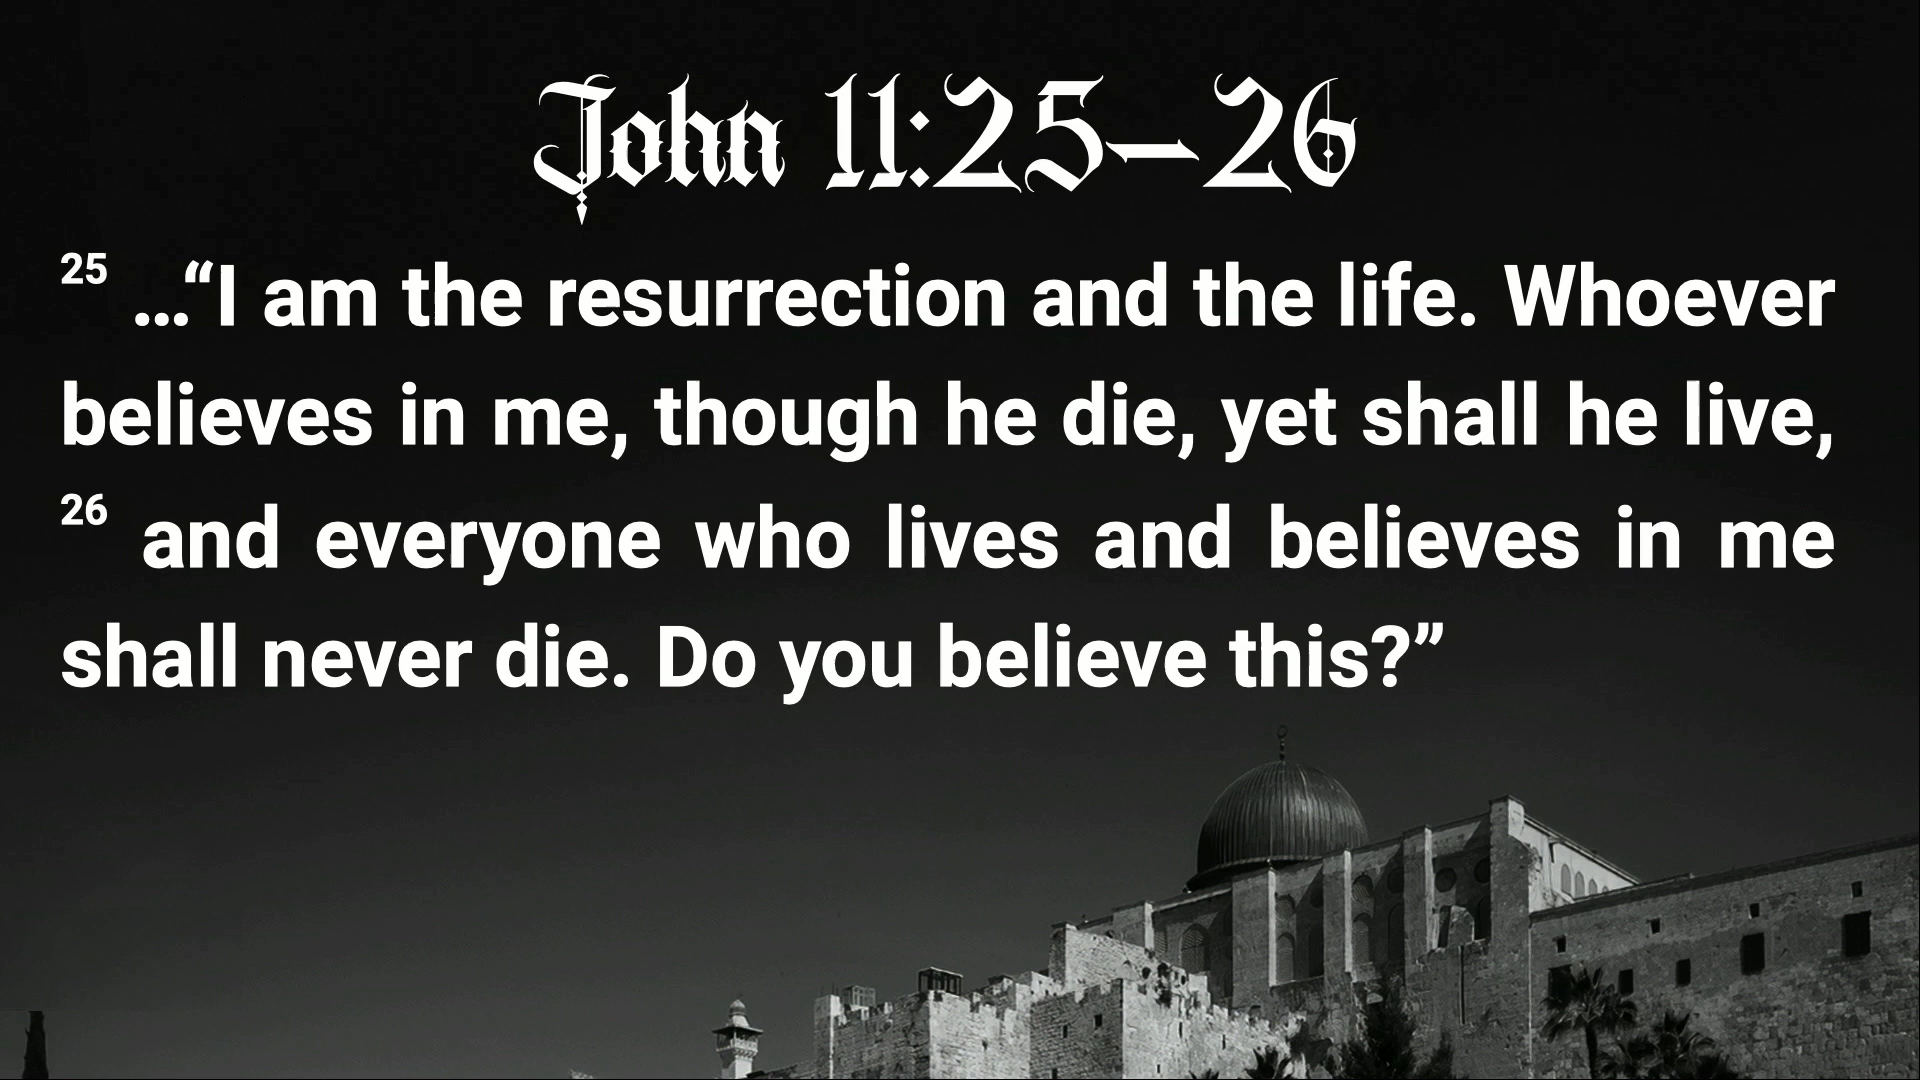 John 11:25–26
25 …“I am the resurrection and the life. Whoever
believes in me, though he die, yet shall he live,
26 and everyone who lives and believes in me
shall never die. Do you believe this?”